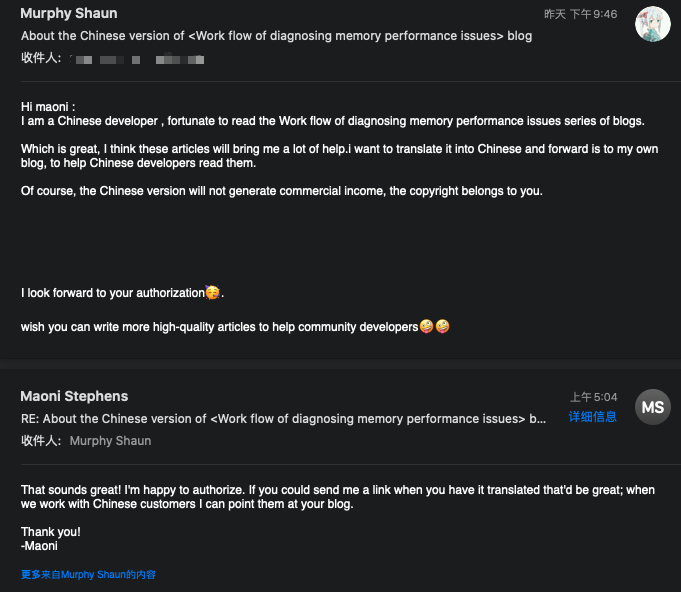 Murphy Shaun
昨天 下午9:46
About the Chinese version of <Work flow of diagnosing memory performance issues> blog
收件人:
Hi maoni :
I am a Chinese developer , fortunate to read the Work flow of diagnosing memory performance issues series of blogs.
Which is great, I think these articles will bring me a lot of help.i want to translate it into Chinese and forward is to my own
blog, to help Chinese developers read them.
Of course, the Chinese version will not generate commercial income, the copyright belongs to you.
I look forward to your authorization🥳.
wish you can write more high-quality articles to help community developers🤪🤪
Maoni Stephens
上午5:04
RE: About the Chinese version of <Work flow of diagnosing memory performance issues> b...
详细信息
MS
收件人: Murphy Shaun
That sounds great! I'm happy to authorize. If you could send me a link when you have it translated that'd be great; when
we work with Chinese customers I can point them at your blog.
Thank you!
-Maoni
更多来自Murphy Shaun的内容